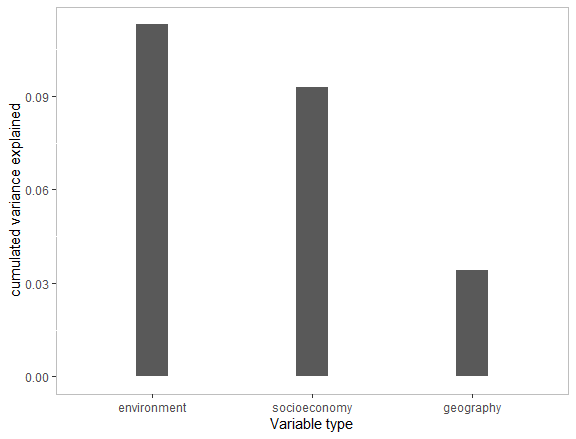 cumulated variance explained
0.09
0.06
0.03
0.00
environment
socioeconomy
geography
Variable type